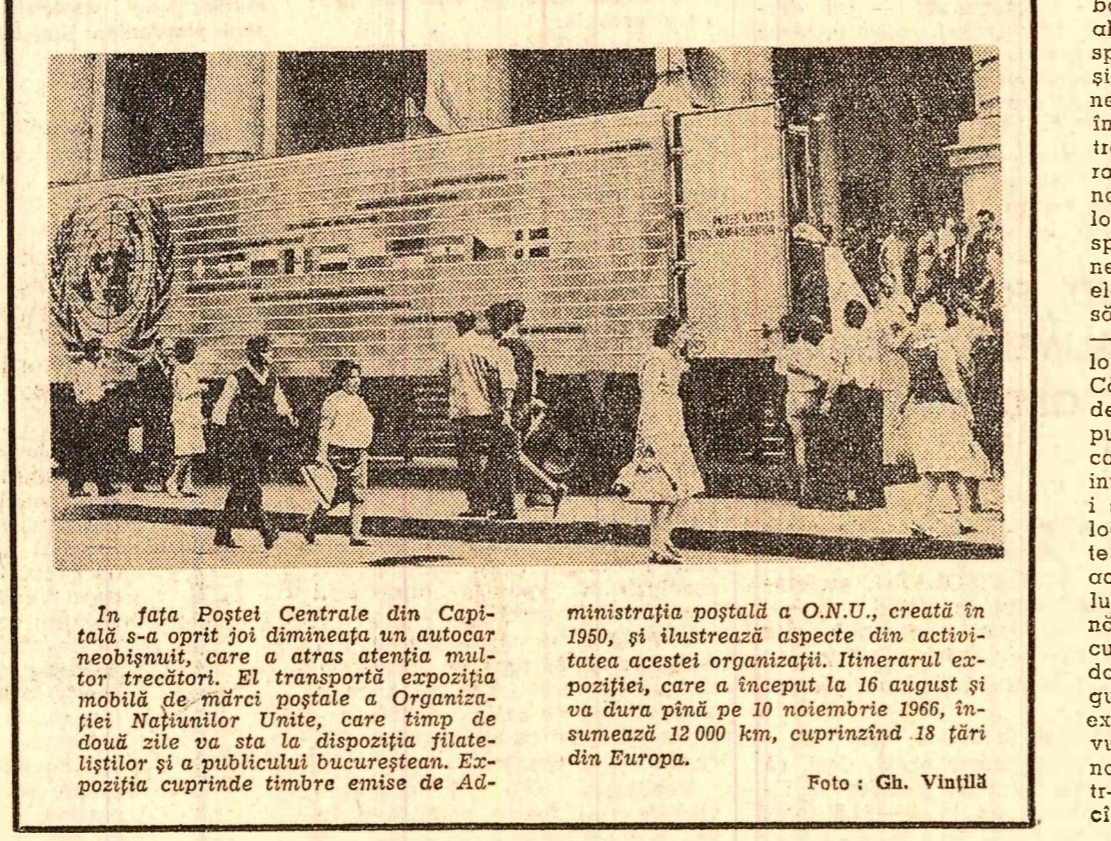 In fața Poștei Centrale din Capi-
tală s-a oprit joi dimineața un autocar
neobișnuit, care a atras atenția mul-
tor trecători. El transportă expoziția
mobilă de mărci poștale a Organiza-
ției Națiunilor Unite, care timp de
două zile va sta la dispoziția filate-
liștilor și a publicului bucureștean. Ex-
poziția cuprinde timbre emise de Ad-
ministrația poștală a O.N.U., creată în
1950, și ilustrează aspecte din activi-
tatea acestei organizații. Itinerarul ex-
poziției, care a început la 16 august și
va dura pînă pe 10 noiembrie 1966, în-
sumează 12 000 km, cuprinzînd 18 țări
din Europa.
Foto : Gh. Vințilă